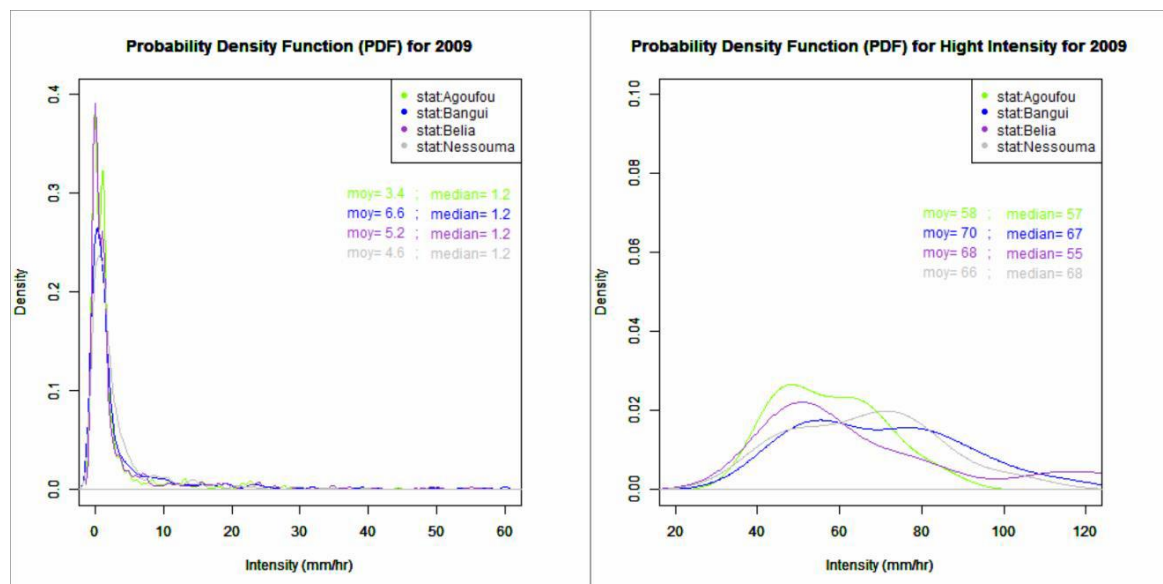 Probability Density Function (PDF) for 2009
0.4
0.3
0.2
0.1
0.0
Density
stat:Agoufou
stat:Bangui
stat:Belia
stat:Nessouma
moy= 3.4 ; median= 1.2
moy= 6.6 ; median= 1.2
moy= 5.2 ; median= 1.2
moy= 4.6 ; median= 1.2
0 10 20 30 40 50 60
Intensity (mm/hr)
Probability Density Function (PDF) for Hight Intensity for 2009
0.10
0.08
0.06
0.04
0.02
0.00
Density
stat:Agoufou
stat:Bangui
stat:Belia
stat:Nessouma
moy= 58 ; median= 57
moy= 70 ; median= 67
moy= 68 ; median= 55
moy= 66 ; median= 68
20 40 60 80 100 120
Intensity (mm/hr)